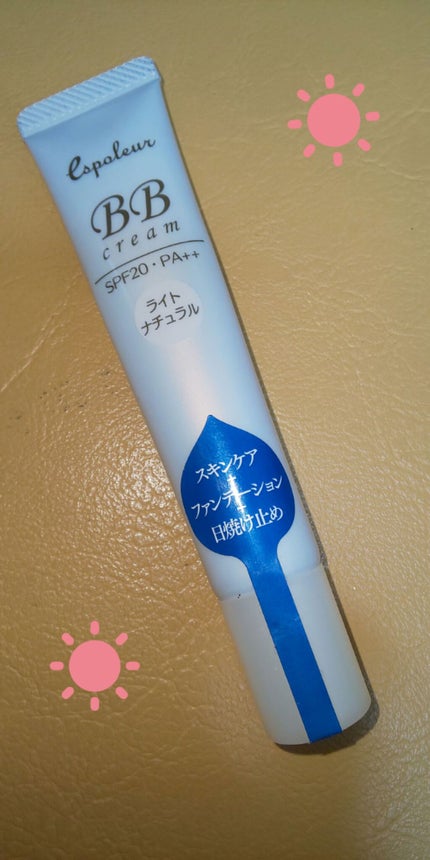 espoleur
BB
cream
SPF20・PA++
ライト
ナチュラル
スキンケア
+
ファンデーション
+
日焼け止め